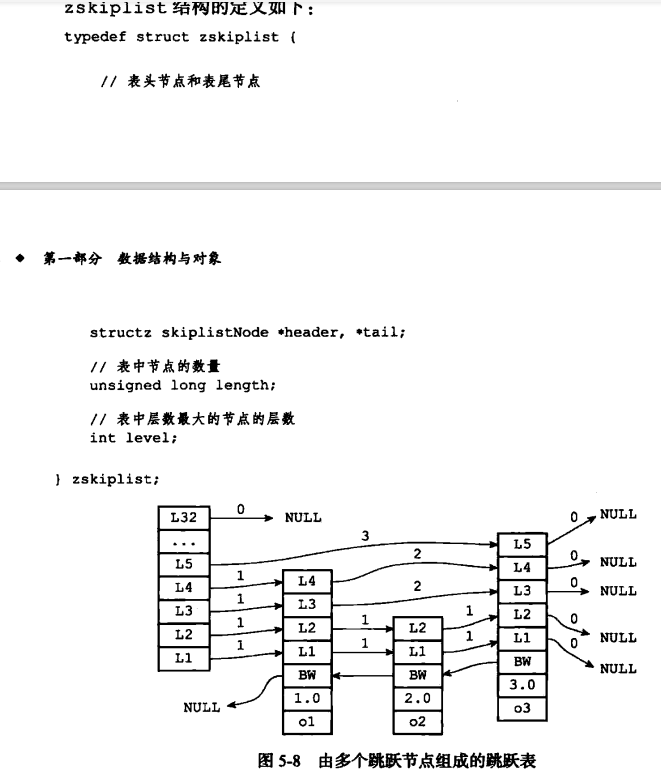 zskiplist 结构的定义如下：
typedef struct zskiplist {
// 表头节点和表尾节点
◆ 第一部分 数据结构与对象
structz skiplistNode *header, *tail;
// 表中节点的数量
unsigned long length;
// 表中层数最大的节点的层数
int level;
} zskiplist;
L32 0 NULL 0 NULL
... 3 L5
L5 2 L4 0 NULL
L4 1 L4
L3 1 L3 2 L3 0 NULL
L2 1 L2 1 L2 1 L2 0 NULL
L1 1 L1 1 L1 1 L1 0 NULL
BW BW BW
NULL 1.0 2.0 3.0
o1 o2 o3
图 5-8 由多个跳跃节点组成的跳跃表